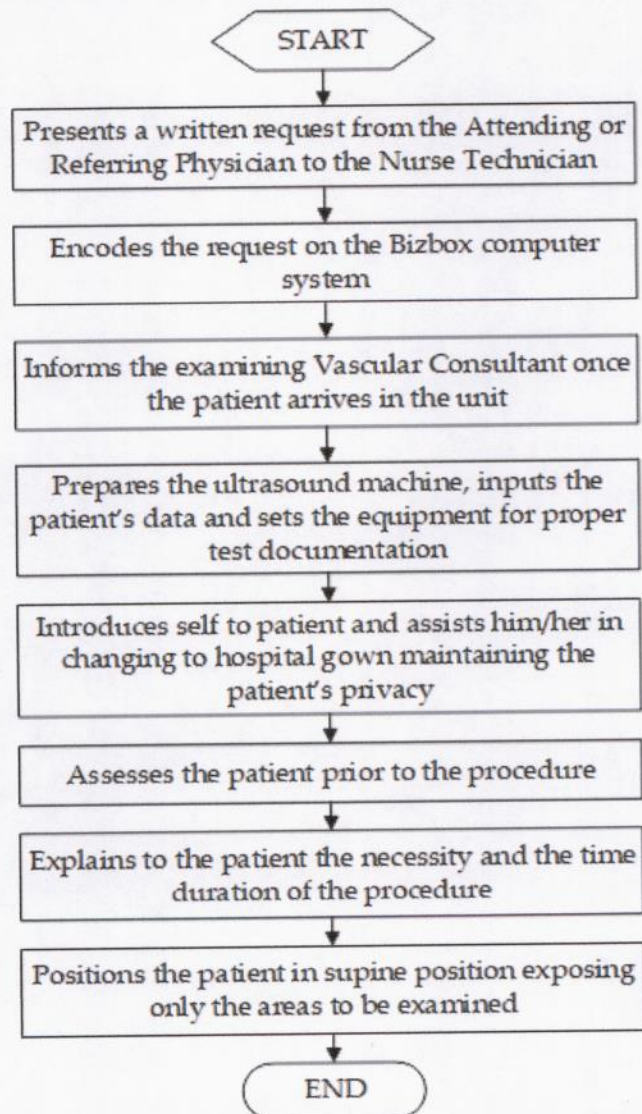 START
Presents a written request from the Attending or
Referring Physician to the Nurse Technician
Encodes the request on the Bizbox computer
system
Informs the examining Vascular Consultant once
the patient arrives in the unit
Prepares the ultrasound machine, inputs the
patient's data and sets the equipment for proper
test documentation
Introduces self to patient and assists him/her in
changing to hospital gown maintaining the
patient's privacy
Assesses the patient prior to the procedure
Explains to the patient the necessity and the time
duration of the procedure
Positions the patient in supine position exposing
only the areas to be examined
END